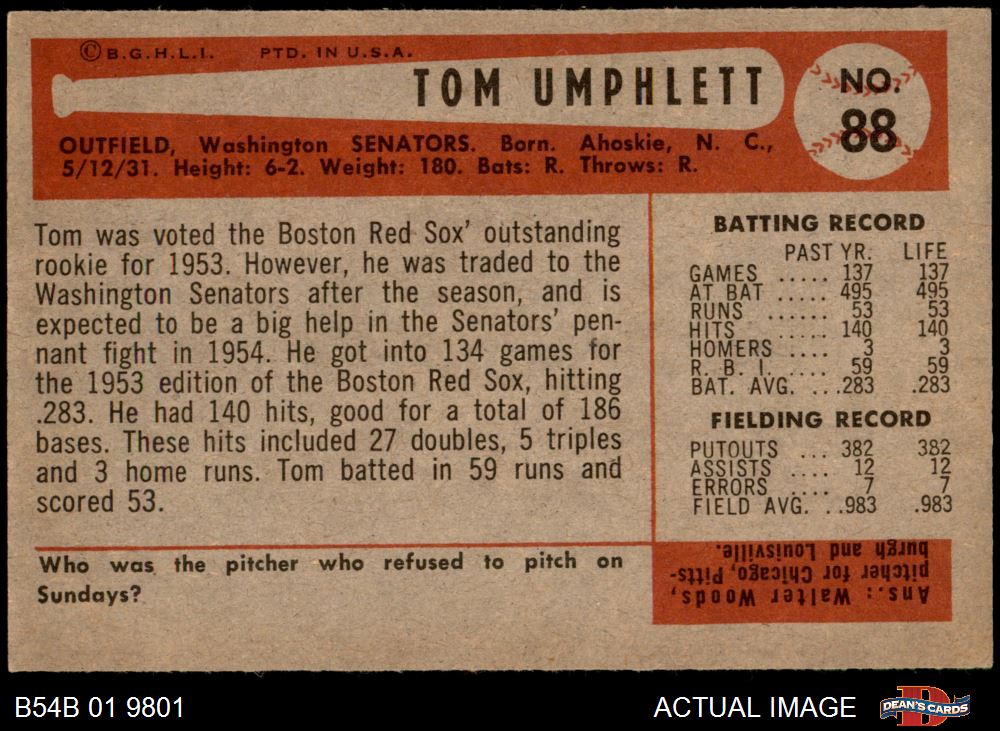 © B.G.H.L.I. PTD. IN U.S.A.
TOM UMPHLETT
NO.
88
OUTFIELD, Washington SENATORS. Born. Ahoskie, N. C.,
5/12/31. Height: 6-2. Weight: 180. Bats: R. Throws: R.
Tom was voted the Boston Red Sox' outstanding
rookie for 1953. However, he was traded to the
Washington Senators after the season, and is
expected to be a big help in the Senators' pen-
nant fight in 1954. He got into 134 games for
the 1953 edition of the Boston Red Sox, hitting
.283. He had 140 hits, good for a total of 186
bases. These hits included 27 doubles, 5 triples
and 3 home runs. Tom batted in 59 runs and
scored 53.
BATTING RECORD
PAST YR. LIFE
GAMES ..... 137 137
AT BAT ..... 495 495
RUNS ...... 53 53
HITS ....... 140 140
HOMERS .... 3 3
R. B. I. .... 59 59
BAT. AVG. ...283 .283
FIELDING RECORD
PUTOUTS ... 382 382
ASSISTS .... 12 12
ERRORS .... 7 7
FIELD AVG. ..983 .983
Who was the pitcher who refused to pitch on
Sundays?
Ans.: Walter Woods,
pitcher for Chicago, Pitts-
burgh and Louisville.
B54B 01 9801
ACTUAL IMAGE
D
DEAN'S CARDS